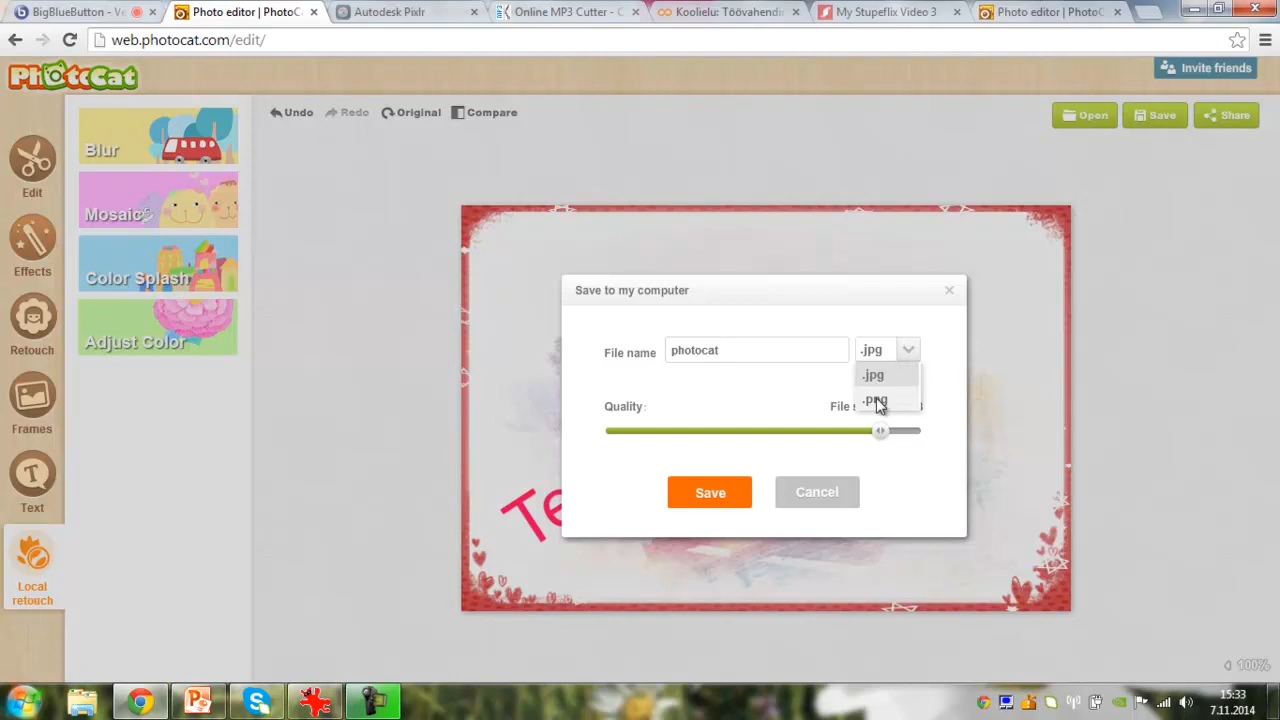 BigBlueButton - Ve
Photo editor | PhotoCa
Autodesk Pixlr
Online MP3 Cutter - C
Koolielu: Töövahendi
My Stupeflix Video 3
Photo editor | PhotoC
web.photocat.com/edit/
PhotoCat
Invite friends
Undo
Redo
Original
Compare
Open
Save
Share
Edit
Effects
Retouch
Frames
Text
Local
retouch
Blur
Mosaic
Color Splash
Adjust Color
Save to my computer
File name
photocat
.jpg
.jpg
.png
Quality:
File
Save
Cancel
Te
100%
15:33
7.11.2014